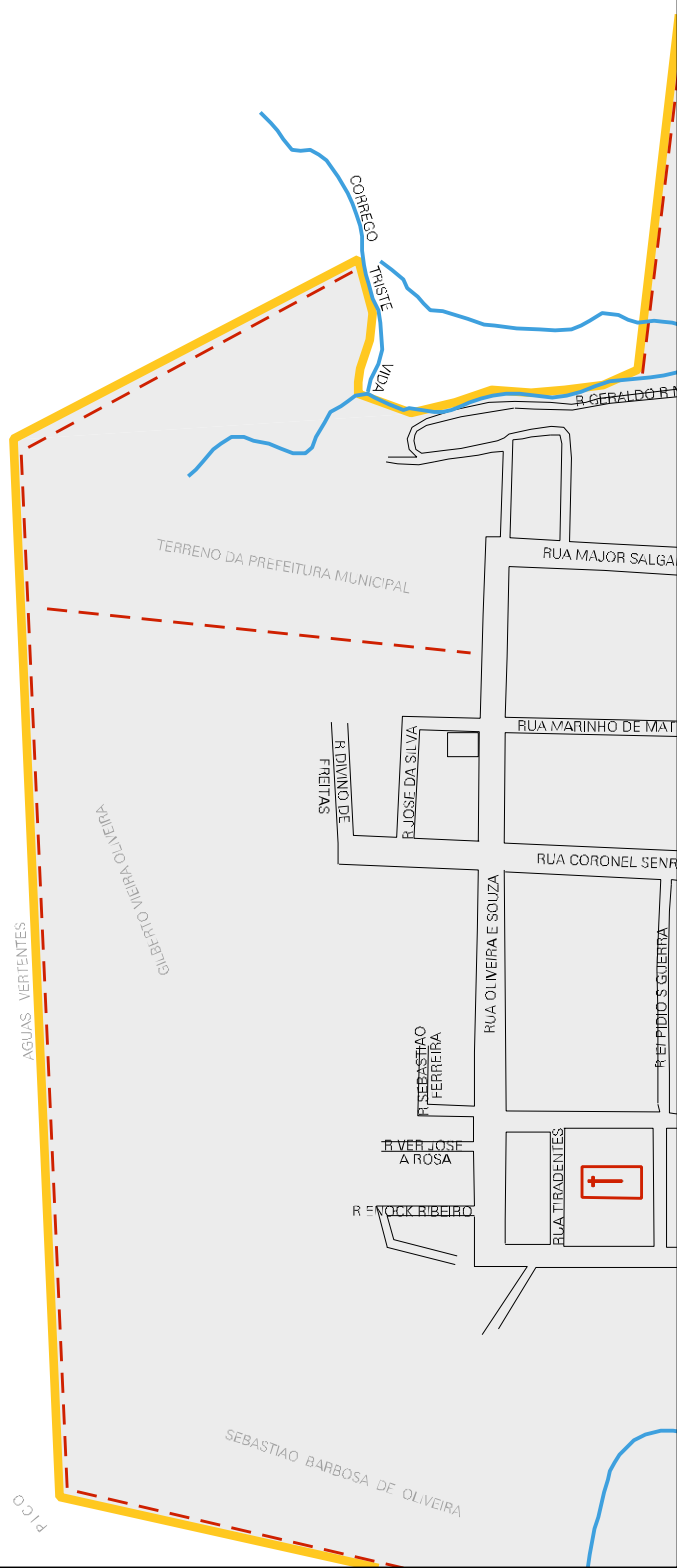 CORREGO
TRISTE
VIDA
R GERALDO R
TERRENO DA PREFEITURA MUNICIPAL
RUA MAJOR SALGA
RUA MARINHO DE MAT
R DIVINO DE
FREITAS
R JOSE DA SILVA
GILBERTO VIEIRA OLIVEIRA
RUA CORONEL SENR
RUA OLIVEIRA E SOUZA
AGUAS VERTENTES
R ELPIDIO S GUERRA
R SEBASTIAO
FERREIRA
R VER JOSE
A ROSA
RUA TIRADENTES
R ENOCK RIBEIRO
SEBASTIAO BARBOSA DE OLIVEIRA
PICO